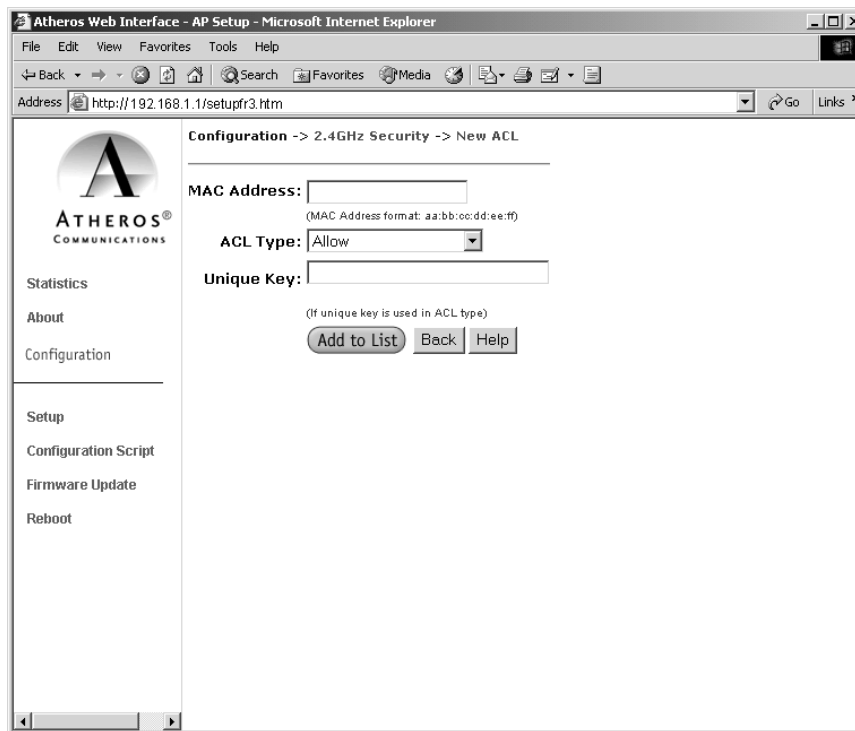 Atheros Web Interface - AP Setup - Microsoft Internet Explorer
File Edit View Favorites Tools Help
Back Search Favorites Media
Address http://192.168.1.1/setupfr3.htm Go Links
ATHEROS®
COMMUNICATIONS
Statistics
About
Configuration
Setup
Configuration Script
Firmware Update
Reboot
Configuration -> 2.4GHz Security -> New ACL
MAC Address:
(MAC Address format: aa:bb:cc:dd:ee:ff)
ACL Type: Allow
Unique Key:
(If unique key is used in ACL type)
Add to List Back Help